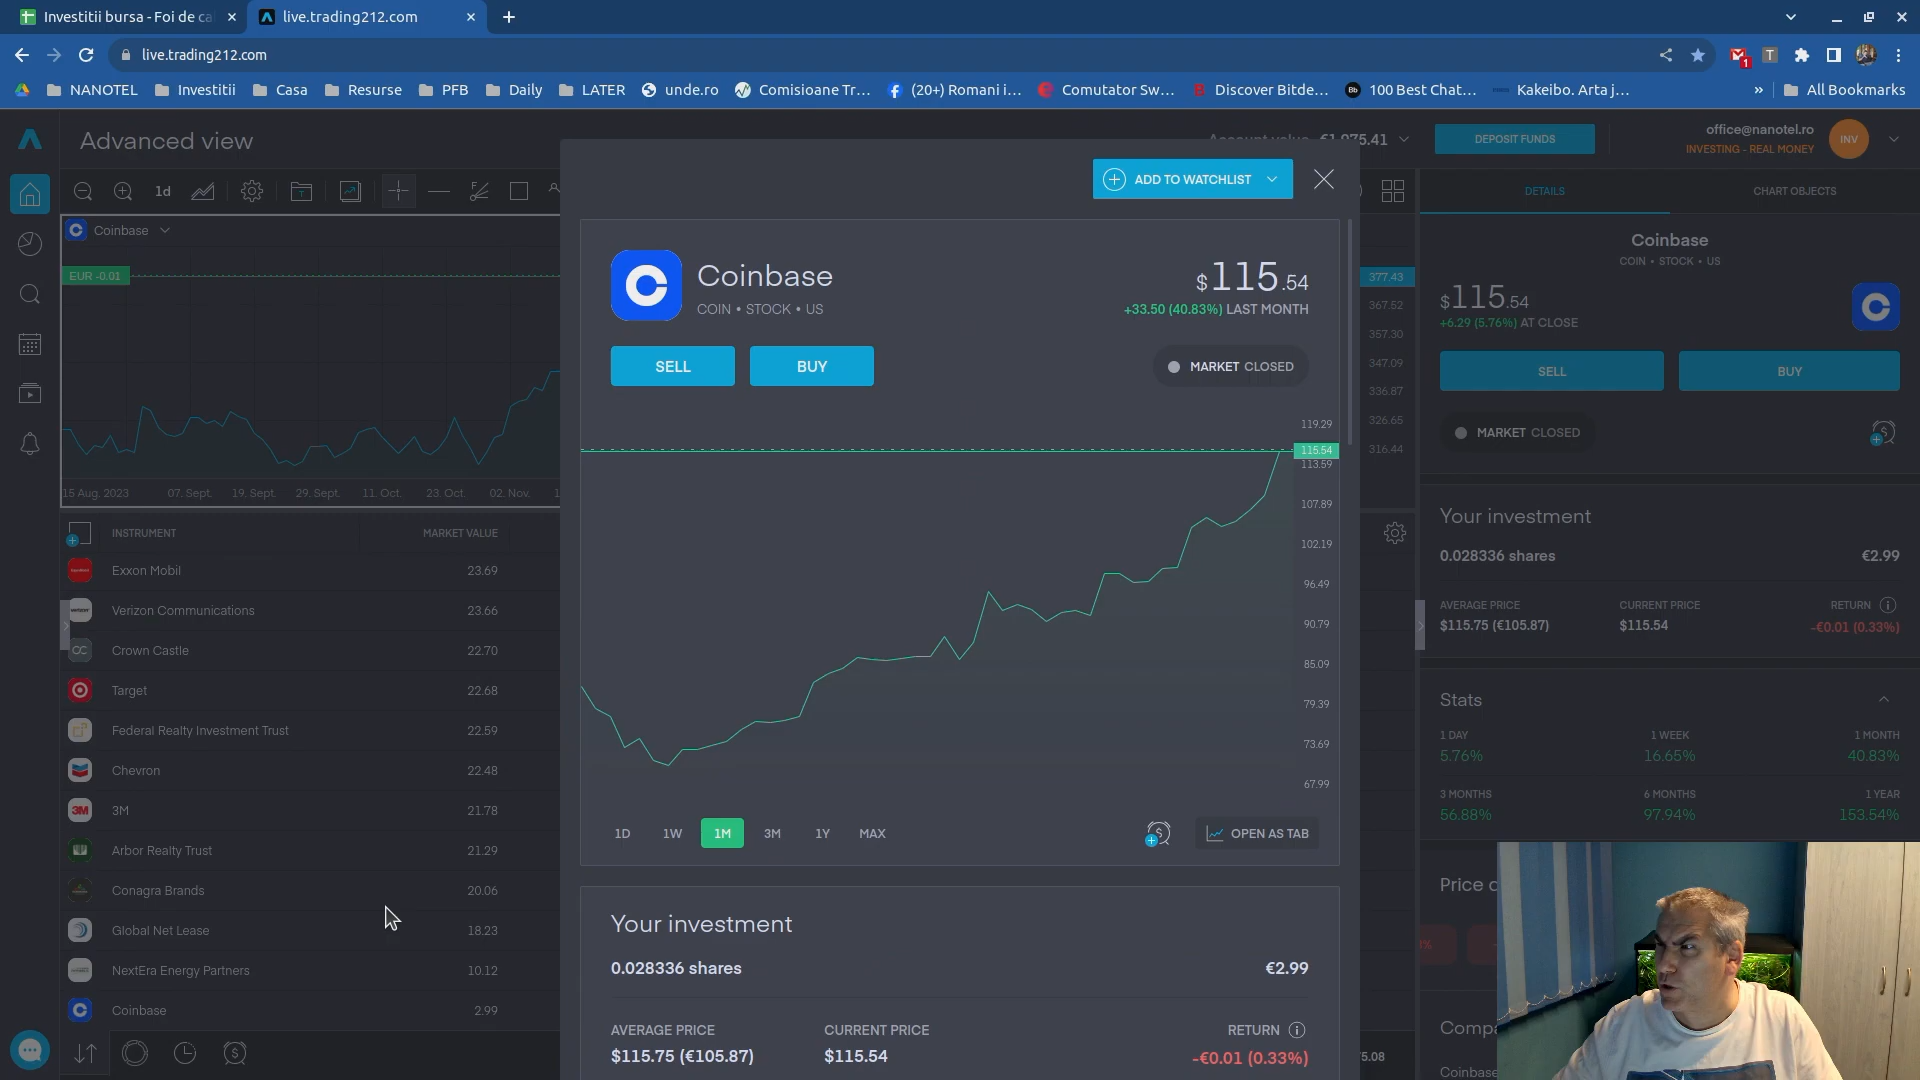 Investitii bursa - Foi de ca
live.trading212.com
live.trading212.com
1
T
NANOTEL
Investitii
Casa
Resurse
PFB
Daily
LATER
unde.ro
Comisioane Tr...
(20+) Romani i...
Comutator Sw...
Discover Bitde...
100 Best Chat...
Kakeibo. Arta j...
»
All Bookmarks
Advanced view
DEPOSIT FUNDS
office@nanotel.ro
INVESTING - REAL MONEY
INV
1d
Coinbase
EUR -0.01
15 Aug. 2023
07. Sept.
19. Sept.
29. Sept.
11. Oct.
23. Oct.
02. Nov.
INSTRUMENT
MARKET VALUE
Exxon Mobil
23.69
Verizon Communications
23.66
Crown Castle
22.70
Target
22.68
Federal Realty Investment Trust
22.59
Chevron
22.48
3M
3M
21.78
Arbor Realty Trust
21.29
Conagra Brands
20.06
Global Net Lease
18.23
NextEra Energy Partners
10.12
Coinbase
2.99
ADD TO WATCHLIST
Coinbase
COIN • STOCK • US
$115.54
+33.50 (40.83%) LAST MONTH
SELL
BUY
MARKET CLOSED
119.29
115.54
113.59
107.89
102.19
96.49
90.79
85.09
79.39
73.69
67.99
1D
1W
1M
3M
1Y
MAX
OPEN AS TAB
Your investment
0.028336 shares
€2.99
AVERAGE PRICE
CURRENT PRICE
RETURN
$115.75 (€105.87)
$115.54
-€0.01 (0.33%)
377.43
367.52
357.30
347.09
336.87
326.65
316.44
5.08
DETAILS
CHART OBJECTS
Coinbase
COIN • STOCK • US
$115.54
+6.29 (5.76%) AT CLOSE
SELL
BUY
MARKET CLOSED
Your investment
0.028336 shares
€2.99
AVERAGE PRICE
CURRENT PRICE
RETURN
$115.75 (€105.87)
$115.54
-€0.01 (0.33%)
Stats
1 DAY
1 WEEK
1 MONTH
5.76%
16.65%
40.83%
3 MONTHS
6 MONTHS
1 YEAR
56.88%
97.94%
153.54%
Price c
Comp
Coinbase